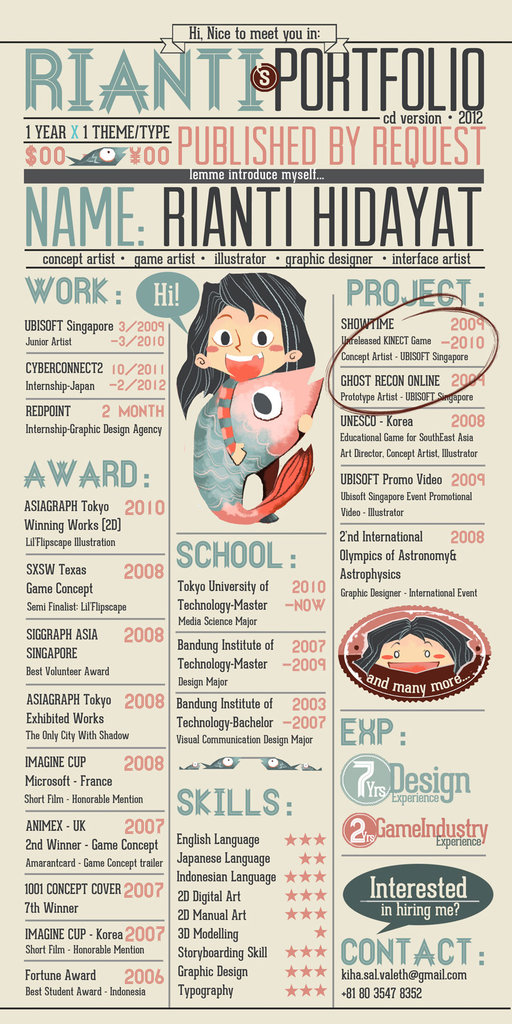 Hi, Nice to meet you in:
RIANTI'S PORTFOLIO
cd version • 2012
1 YEAR X 1 THEME/TYPE
$00 ¥00 PUBLISHED BY REQUEST
lemme introduce myself...
NAME: RIANTI HIDAYAT
concept artist • game artist • illustrator • graphic designer • interface artist
WORK:
UBISOFT Singapore 3/2009
Junior Artist -3/2010
CYBERCONNECT2 10/2011
Internship-Japan -2/2012
REDPOINT 2 MONTH
Internship-Graphic Design Agency
AWARD:
ASIAGRAPH Tokyo 2010
Winning Works [2D]
Lil'Flipscape Illustration
SXSW Texas 2008
Game Concept
Semi Finalist: Lil'Flipscape
SIGGRAPH ASIA 2008
SINGAPORE
Best Volunteer Award
ASIAGRAPH Tokyo 2008
Exhibited Works
The Only City With Shadow
IMAGINE CUP 2008
Microsoft - France
Short Film - Honorable Mention
ANIMEX - UK 2007
2nd Winner - Game Concept
Amarantcard - Game Concept trailer
1001 CONCEPT COVER 2007
7th Winner
IMAGINE CUP - Korea 2007
Short Film - Honorable Mention
Fortune Award 2006
Best Student Award - Indonesia
Hi!
SCHOOL:
Tokyo University of 2010
Technology-Master -NOW
Media Science Major
Bandung Institute of 2007
Technology-Master -2009
Design Major
Bandung Institute of 2003
Technology-Bachelor -2007
Visual Communication Design Major
SKILLS:
English Language ★★★
Japanese Language ★★
Indonesian Language ★★★
2D Digital Art ★★★
2D Manual Art ★★★
3D Modelling ★
Storyboarding Skill ★★★
Graphic Design ★★★
Typography ★★★
PROJECT:
SHOWTIME 2009
Unreleased KINECT Game -2010
Concept Artist - UBISOFT Singapore
GHOST RECON ONLINE 2009
Prototype Artist - UBISOFT Singapore
UNESCO - Korea 2008
Educational Game for SouthEast Asia
Art Director, Concept Artist, Illustrator
UBISOFT Promo Video 2009
Ubisoft Singapore Event Promotional
Video - Illustrator
2'nd International 2008
Olympics of Astronomy&
Astrophysics
Graphic Designer - International Event
and many more...
EXP:
7Yrs Design
Experience
2Yrs GameIndustry
Experience
Interested
in hiring me?
CONTACT:
kiha.sal.valeth@gmail.com
+81 80 3547 8352